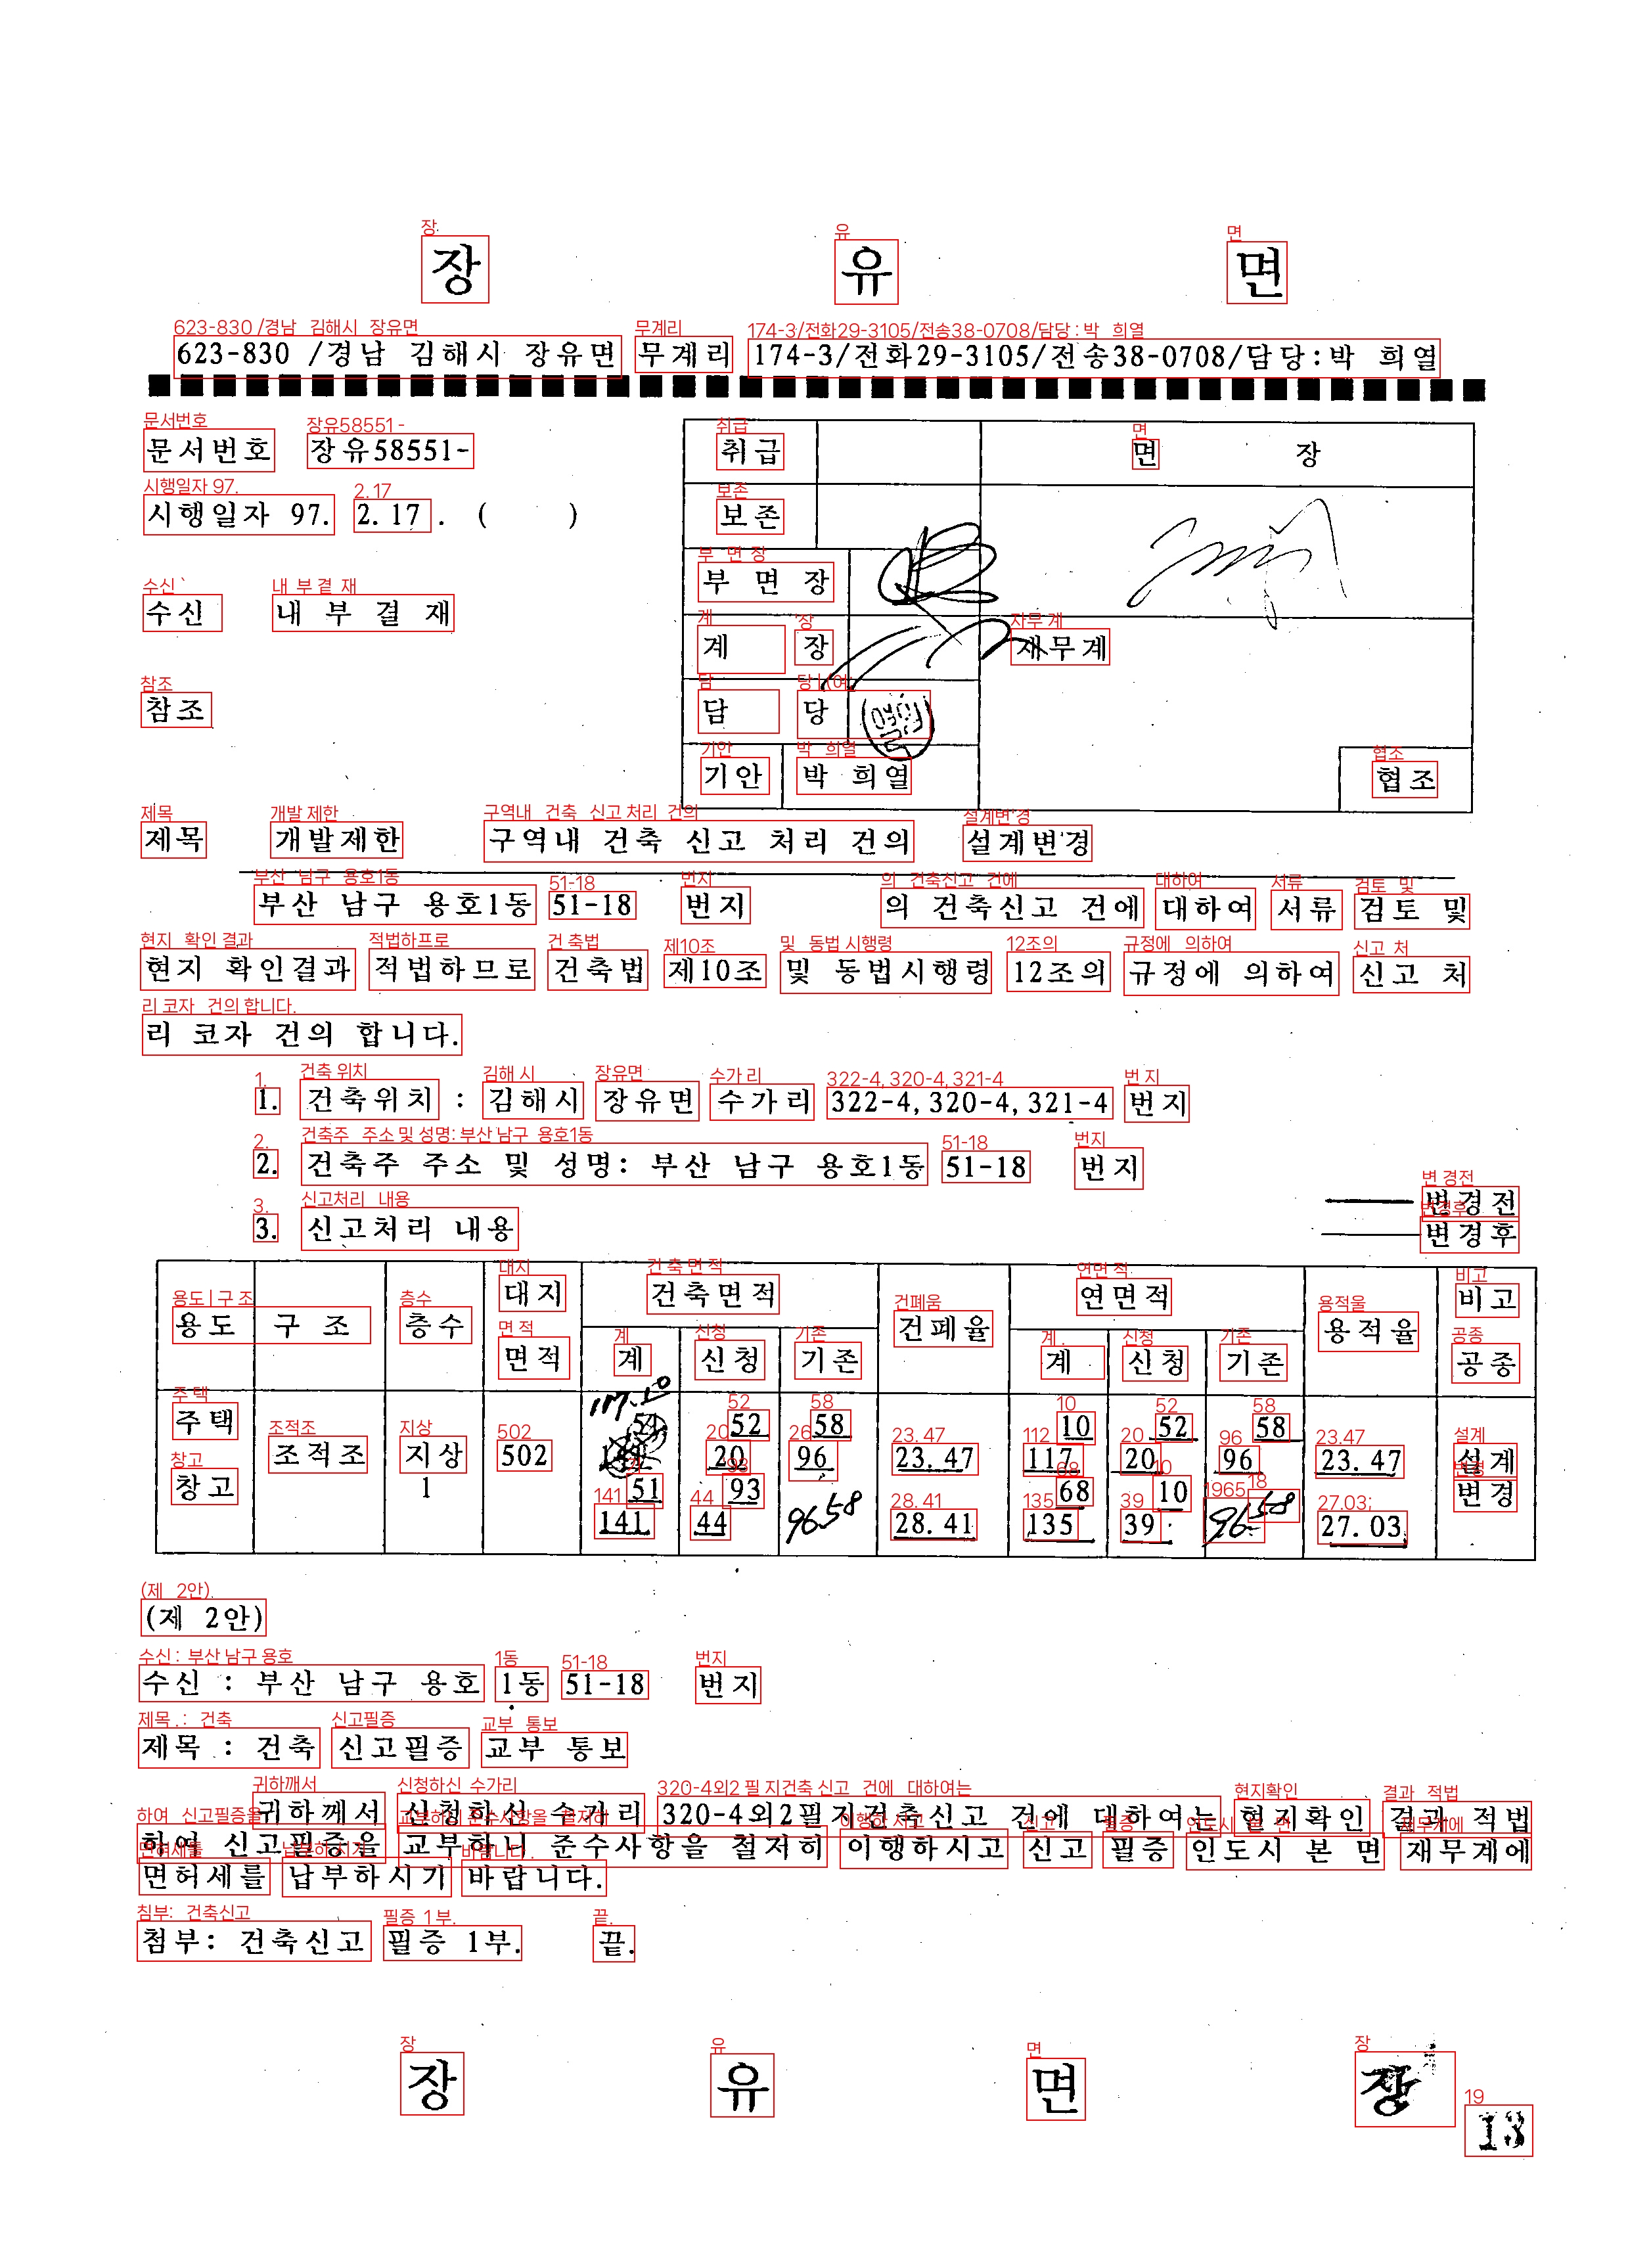 장 유 면
623-830 /경남 김해시 장유면 무계리 174-3/전화29-3105/전송38-0708/담당:박 희열
문서번호 장유58551-
시행일자 97. 2. 17. ( )
수신 내 부 결 재
참조
취급 면 장
보존
부 면 장
계 장 재무계
담 당
기안 박 희열 협조
제목 개발제한 구역내 건축 신고 처리 건의 설계변경
부산 남구 용호1동 51-18 번지 의 건축신고 건에 대하여 서류 검토 및
현지 확인결과 적법하므로 건축법 제10조 및 동법시행령 12조의 규정에 의하여 신고 처
리 코자 건의 합니다.
1. 건축위치 : 김해시 장유면 수가리 322-4, 320-4, 321-4 번지
2. 건축주 주소 및 성명: 부산 남구 용호1동 51-18 번지
3. 신고처리 내용
변경전
변경후
용도 구 조 층수 대지 면적 건축면적 건폐율 연면적 용적율 비고 공종
계 신청 기존 계 신청 기존
주택 창고 조적조 지상 1 502 117.10 20 52 96 58 23. 47 117 10 20 52 96 58 23. 47 설계 변경
141 51 44 93 96.58 28. 41 135 68 39 10 96.58 27. 03
(제 2안)
수신 : 부산 남구 용호 1동 51-18 번지
제목 : 건축 신고필증 교부 통보
귀하께서 신청하신 수가리 320-4외2필지건축신고 건에 대하여는 현지확인 결과 적법
하여 신고필증을 교부하니 준수사항을 철저히 이행하시고 신고 필증 인도시 본 면 재무계에
면허세를 납부하시기 바랍니다.
첨부: 건축신고 필증 1부. 끝.
장 유 면 장